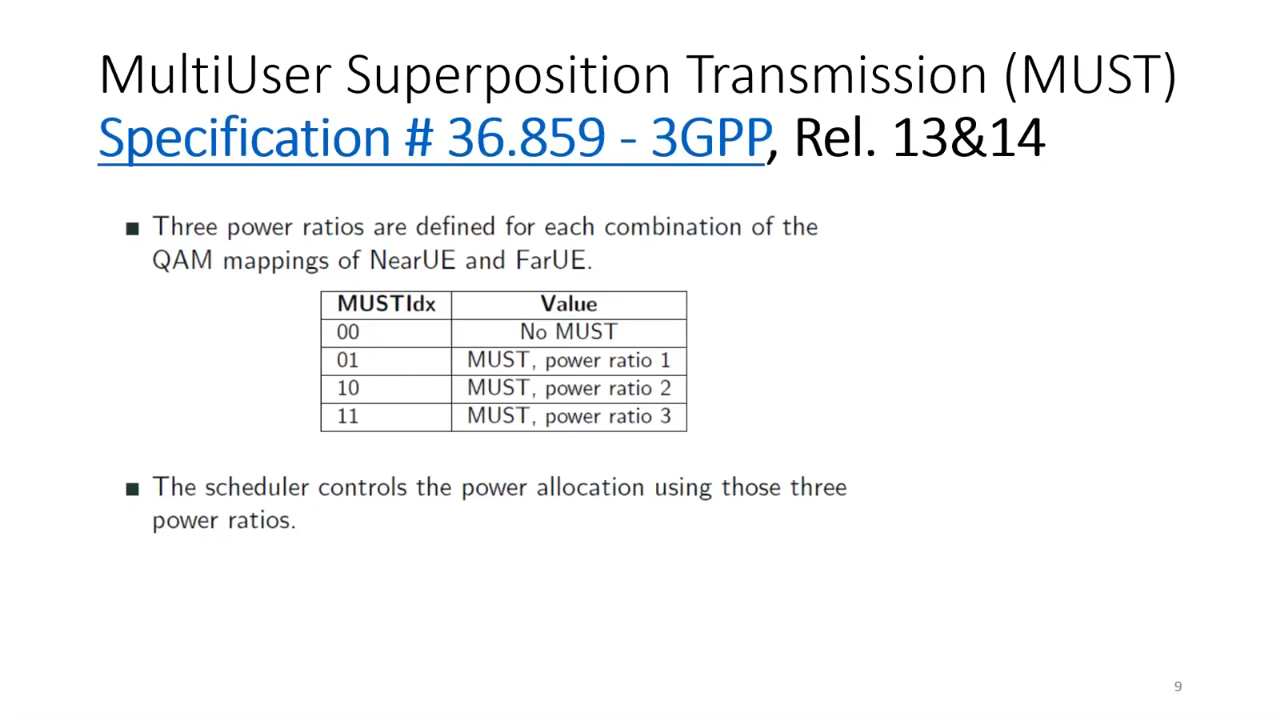 MultiUser Superposition Transmission (MUST)
Specification # 36.859 - 3GPP, Rel. 13&14
■ Three power ratios are defined for each combination of the
QAM mappings of NearUE and FarUE.
MUSTIdx Value
00 No MUST
01 MUST, power ratio 1
10 MUST, power ratio 2
11 MUST, power ratio 3
■ The scheduler controls the power allocation using those three
power ratios.
9